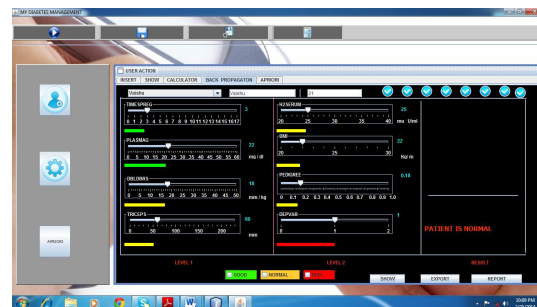 MY DIABETES MANAGEMENT
USER ACTION
INSERT SHOW CALCULATOR BACK PROPAGATON APRIORI
Vaishu Vaishu 21
TIMESPREG 3
0 1 2 3 4 5 6 7 8 9 10 11 12 13 14 15 16 17
H2SERUM 25
20 25 30 35 40 mu U/ml
PLASMAG 22
0 5 10 15 20 25 30 35 40 45 50 55 60 mg / dl
BMI 22
20 25 30 Kg/ m
DBLDBRS 18
0 5 10 15 20 25 30 35 40 45 50 mm / hg
PEDIGREE 0.18
0 0.1 0.2 0.3 0.4 0.5 0.6 0.7 0.8 0.9 1.0
TRICEPS
0 50 100 150 200 mm
DEPVAR 1
0 1 2
PATIENT IS NORMAL
APRIORI
LEVEL 1 LEVEL 2 RESULT
GOOD NORMAL
SHOW EXPORT REPORT
10:09 PM